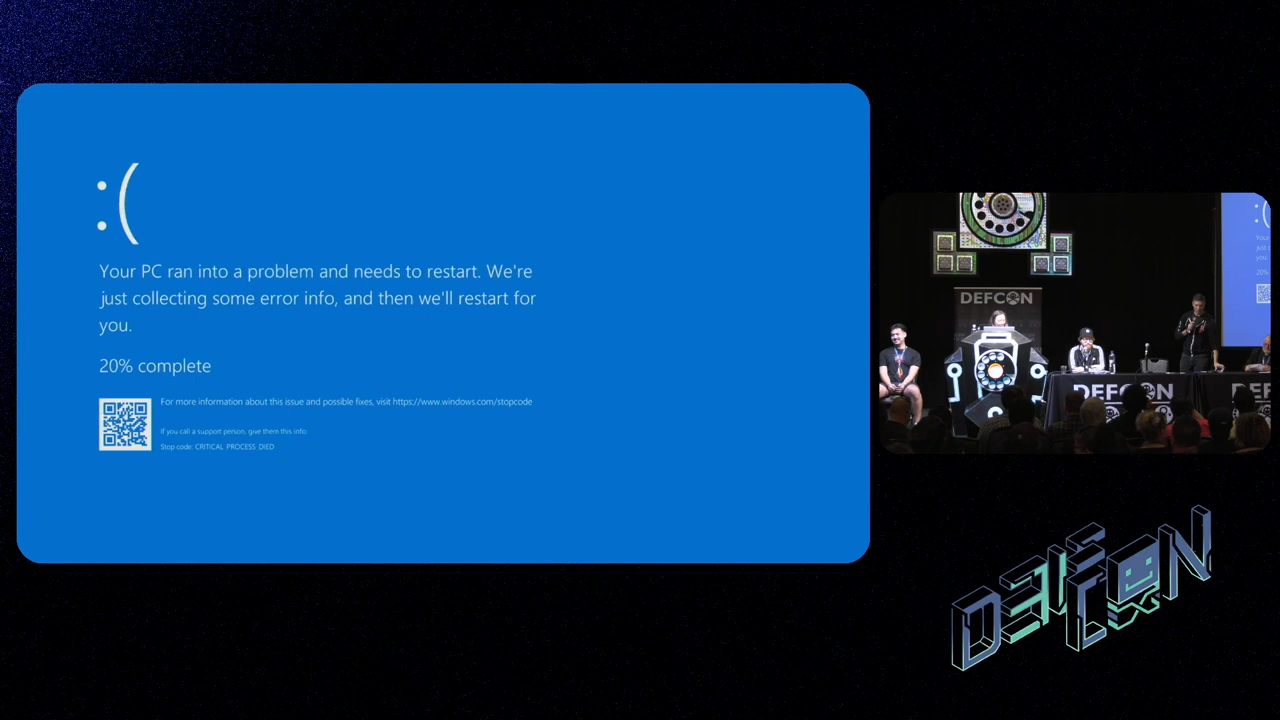 :(
Your PC ran into a problem and needs to restart. We're
just collecting some error info, and then we'll restart for
you.
20% complete
For more information about this issue and possible fixes, visit https://www.windows.com/stopcode
If you call a support person, give them this info:
Stop code: CRITICAL PROCESS DIED
DEFCON
DEFCON
DEF
DEFCON